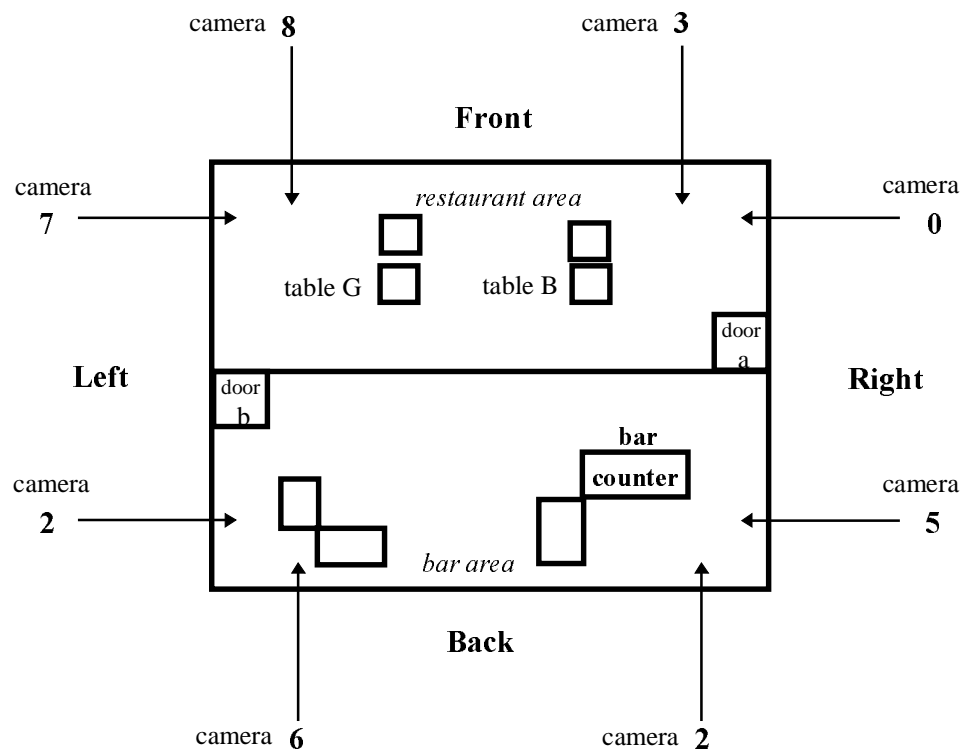 camera 8
camera 3
Front
camera
7
restaurant area
camera
0
table G
table B
door
a
Left
Right
door
b
bar
counter
camera
2
camera
5
bar area
Back
camera 6
camera 2